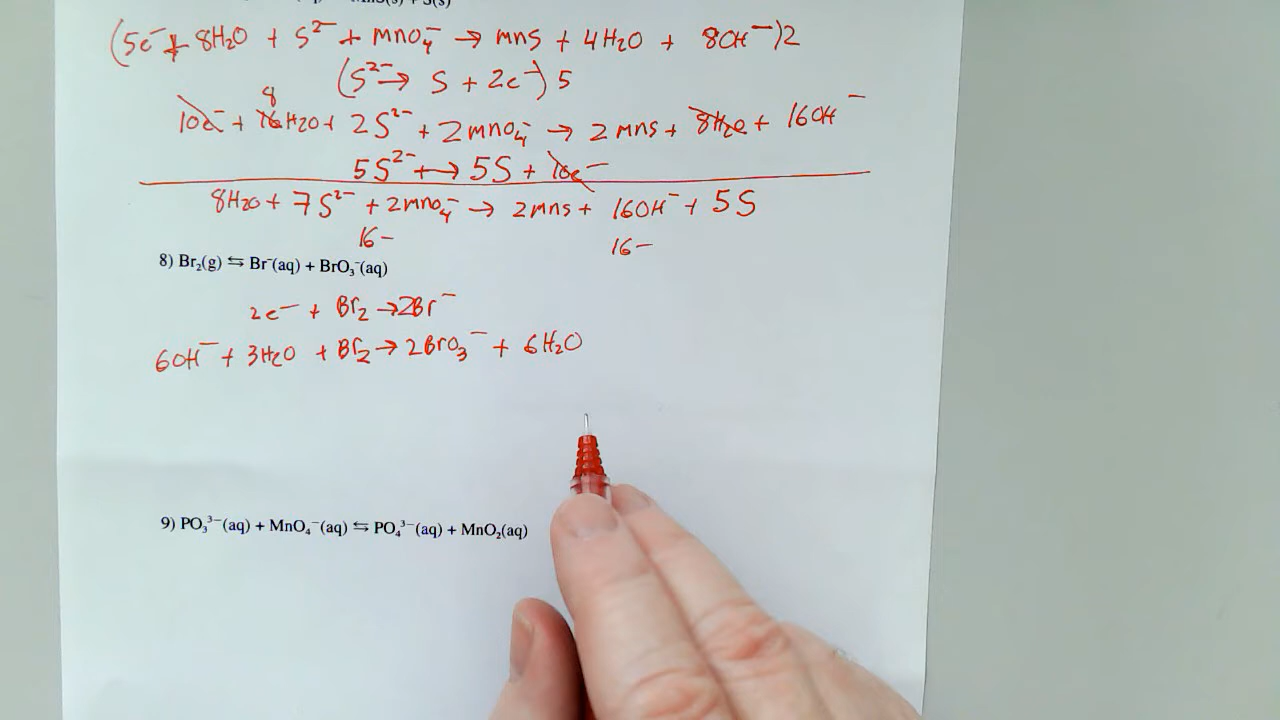 (5e⁻ + 8H₂O + S²⁻ + mnO₄⁻ → mnS + 4H₂O + 8OH⁻)2
(S²⁻ → S + 2e⁻) 5
8
10e⁻ + 16H₂O + 2S²⁻ + 2mnO₄⁻ → 2mnS + 8H₂O + 16OH⁻
5S²⁻ → 5S + 10e⁻
8H₂O + 7S²⁻ + 2mnO₄⁻ → 2mnS + 16OH⁻ + 5S
16- 16-
8) Br₂(g) ⇆ Br⁻(aq) + BrO₃⁻(aq)
2e⁻ + Br₂ → 2Br⁻
6OH⁻ + 3H₂O + Br₂ → 2BrO₃⁻ + 6H₂O
9) PO₃³⁻(aq) + MnO₄⁻(aq) ⇆ PO₄³⁻(aq) + MnO₂(aq)